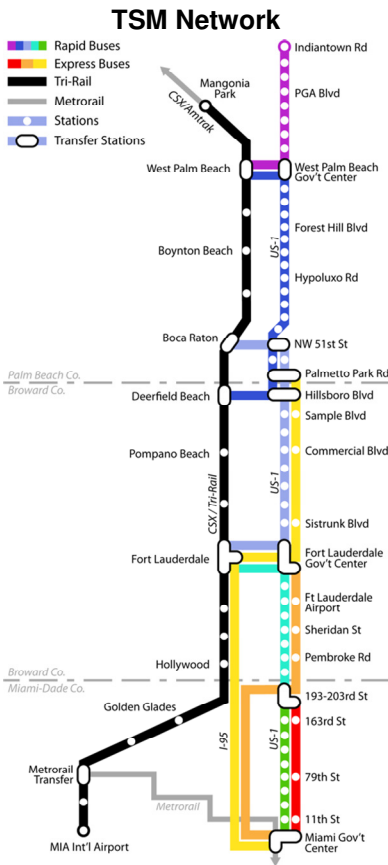 TSM Network
Rapid Buses
Express Buses
Tri-Rail
Metrorail
Stations
Transfer Stations
CSX/Amtrak
Mangonia
Park
Indiantown Rd
PGA Blvd
West Palm Beach
West Palm Beach
Gov't Center
US-1
Forest Hill Blvd
Boynton Beach
Hypoluxo Rd
Boca Raton
NW 51st St
Palmetto Park Rd
Palm Beach Co.
Broward Co.
Deerfield Beach
Hillsboro Blvd
Sample Blvd
Pompano Beach
Commercial Blvd
US-1
CSX / Tri-Rail
Sistrunk Blvd
Fort Lauderdale
Fort Lauderdale
Gov't Center
Ft Lauderdale
Airport
Sheridan St
Hollywood
Pembroke Rd
Broward Co.
Miami-Dade Co.
193-203rd St
Golden Glades
163rd St
I-95
US-1
Metrorail
Transfer
79th St
Metrorail
11th St
MIA Int'l Airport
Miami Gov't
Center